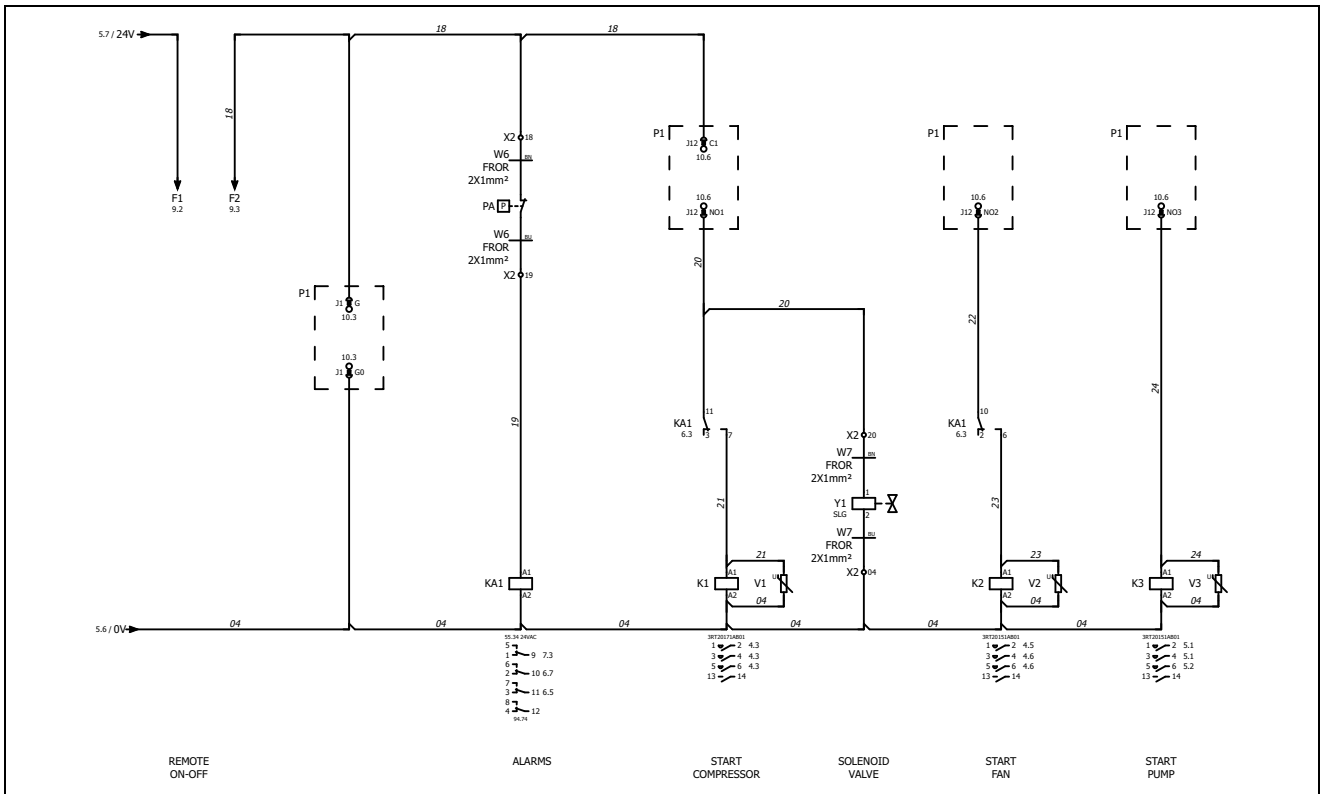 5.7 / 24V
18
18
18
F1
9.2
F2
9.3
X2 18
W6 BN
FROR
2X1mm²
PA P
W6 BU
FROR
2X1mm²
X2 19
P1
J1 G
10.3
10.3
J1 G0
P1
J12 C1
10.6
10.6
J12 NO1
P1
10.6
J12 NO2
P1
10.6
J12 NO3
20
20
22
24
19
11
KA1
6.3
3 7
X2 20
W7 BN
FROR
2X1mm²
1
Y1
SLG
2
W7 BU
FROR
2X1mm²
X2 04
10
KA1
6.3
2 6
21
23
21
23
24
KA1
A1
A2
K1
A1
A2
V1 U
04
K2
A1
A2
V2 U
04
K3
A1
A2
V3 U
04
5.6 / 0V
04
04
04
04
04
04
55.34 24VAC
5
1 9 7.3
6
2 10 6.7
7
3 11 6.5
8
4 12
94.74
3RT20171AB01
1 2 4.3
3 4 4.3
5 6 4.3
13 14
3RT20151AB01
1 2 4.5
3 4 4.6
5 6 4.6
13 14
3RT20151AB01
1 2 5.1
3 4 5.1
5 6 5.2
13 14
REMOTE
ON-OFF
ALARMS
START
COMPRESSOR
SOLENOID
VALVE
START
FAN
START
PUMP